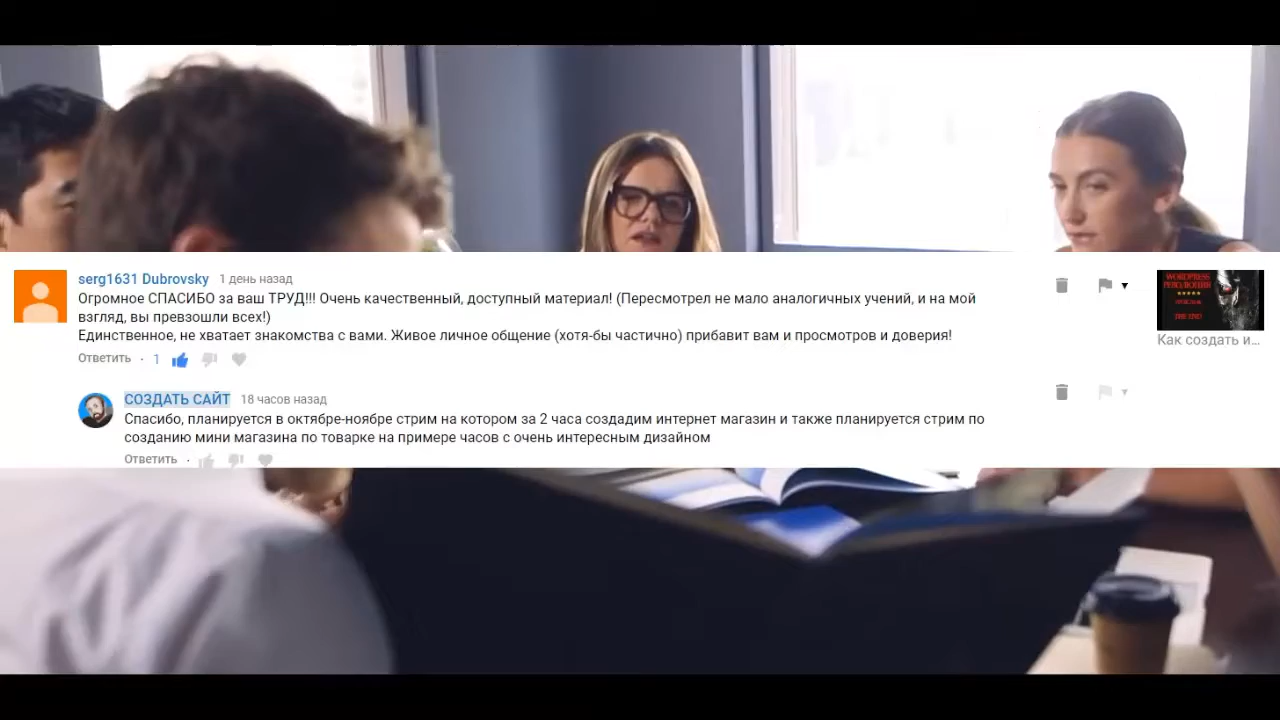 serg1631 Dubrovsky 1 день назад
Огромное СПАСИБО за ваш ТРУД!!! Очень качественный, доступный материал! (Пересмотрел не мало аналогичных учений, и на мой
взгляд, вы превзошли всех!)
Единственное, не хватает знакомства с вами. Живое личное общение (хотя-бы частично) прибавит вам и просмотров и доверия!
Ответить · 1
WORDPRESS
РЕВОЛЮЦИЯ
Как создать и...
СОЗДАТЬ САЙТ 18 часов назад
Спасибо, планируется в октябре-ноябре стрим на котором за 2 часа создадим интернет магазин и также планируется стрим по
созданию мини магазина по товарке на примере часов с очень интересным дизайном
Ответить ·